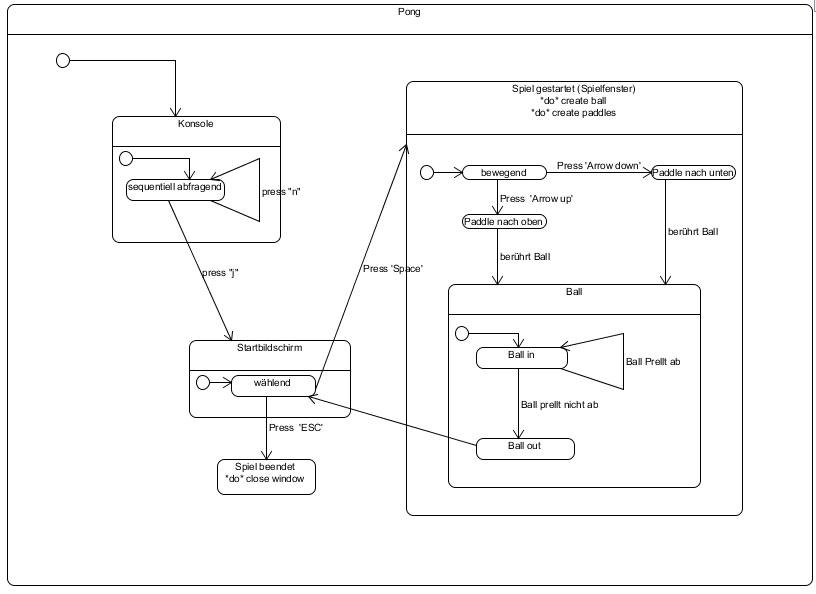 Pong
Spiel gestartet (Spielfenster)
*do* create ball
*do* create paddles
Konsole
sequentiell abfragend
press "n"
bewegend
Press 'Arrow down'
Paddle nach unten
Press 'Arrow up'
Paddle nach oben
berührt Ball
berührt Ball
press "j"
Press 'Space'
Ball
Startbildschirm
Ball in
Ball Prellt ab
wählend
Ball prellt nicht ab
Press 'ESC'
Ball out
Spiel beendet
*do* close window